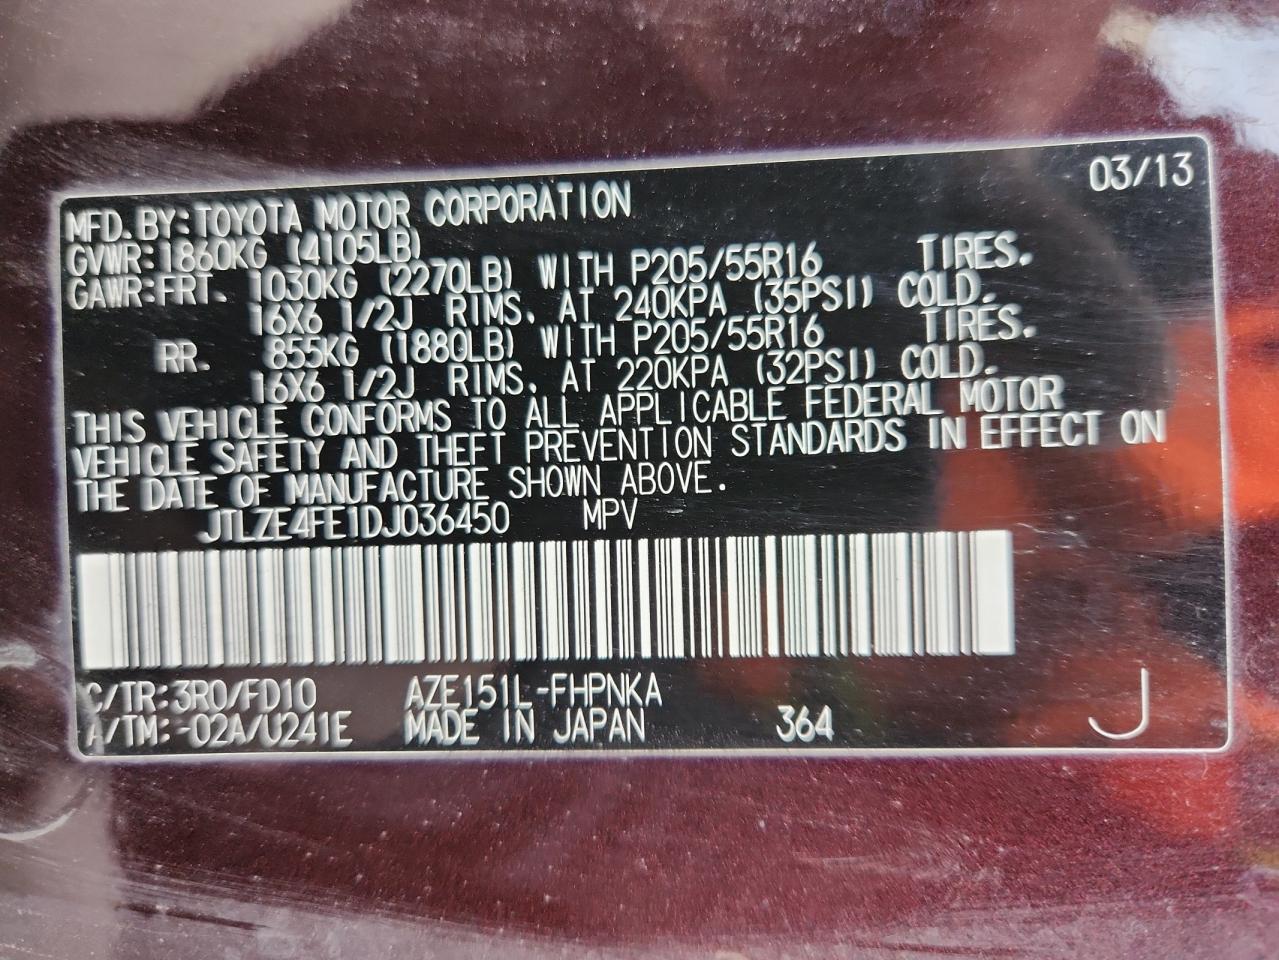 03/13
MFD. BY: TOYOTA MOTOR CORPORATION
GVWR: 1860KG (4105LB)
GAWR: FRT. 1030KG (2270LB) WITH P205/55R16 TIRES.
16X6 1/2J RIMS, AT 240KPA (35PSI) COLD.
RR. 855KG (1880LB) WITH P205/55R16 TIRES.
16X6 1/2J RIMS, AT 220KPA (32PSI) COLD.
THIS VEHICLE CONFORMS TO ALL APPLICABLE FEDERAL MOTOR
VEHICLE SAFETY AND THEFT PREVENTION STANDARDS IN EFFECT ON
THE DATE OF MANUFACTURE SHOWN ABOVE.
JTLZE4FE1DJ036450 MPV
C/TR: 3R0/FD10 AZE151L-FHPNKA
A/TM: -02A/U241E MADE IN JAPAN 364 J